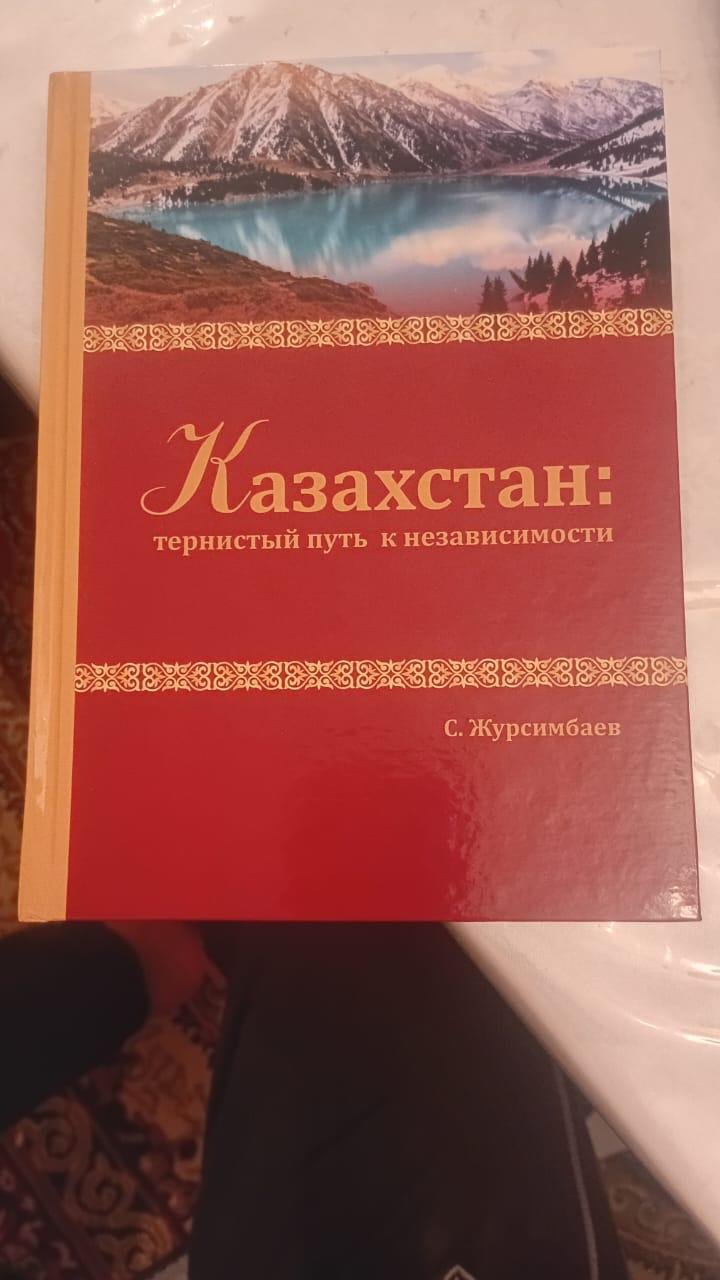 Казахстан:
тернистый путь к независимости
С. Журсимбаев